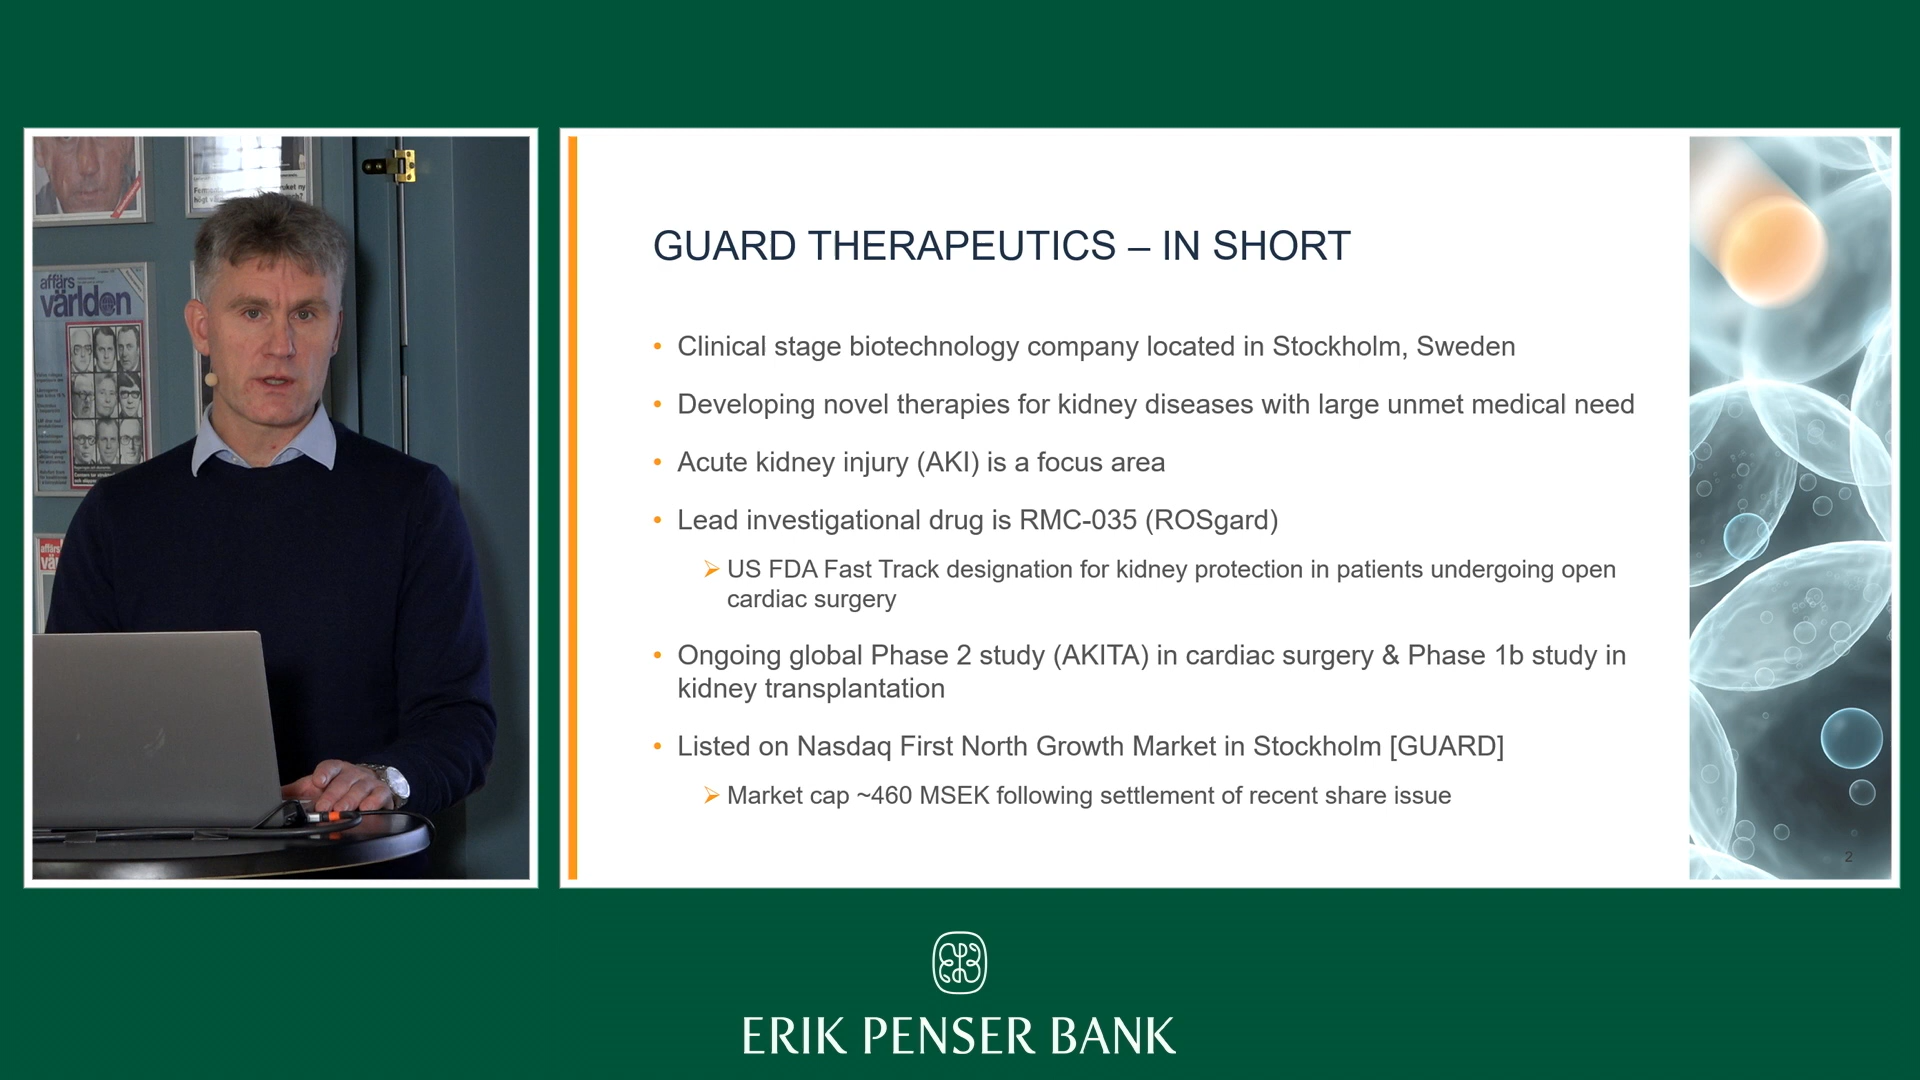 affärs
världen
GUARD THERAPEUTICS – IN SHORT
• Clinical stage biotechnology company located in Stockholm, Sweden
• Developing novel therapies for kidney diseases with large unmet medical need
• Acute kidney injury (AKI) is a focus area
• Lead investigational drug is RMC-035 (ROSgard)
➢ US FDA Fast Track designation for kidney protection in patients undergoing open
cardiac surgery
• Ongoing global Phase 2 study (AKITA) in cardiac surgery & Phase 1b study in
kidney transplantation
• Listed on Nasdaq First North Growth Market in Stockholm [GUARD]
➢ Market cap ~460 MSEK following settlement of recent share issue
2
ERIK PENSER BANK